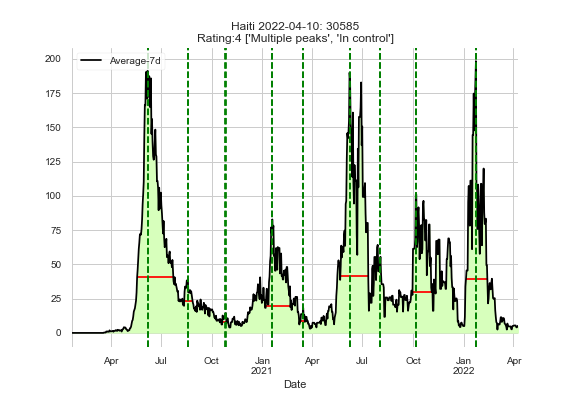 Haiti 2022-04-10: 30585
Rating:4 ['Multiple peaks', 'In control']
Average-7d
200
175
150
125
100
75
50
25
0
Apr Jul Oct Jan Apr Jul Oct Jan Apr
2021 2022
Date